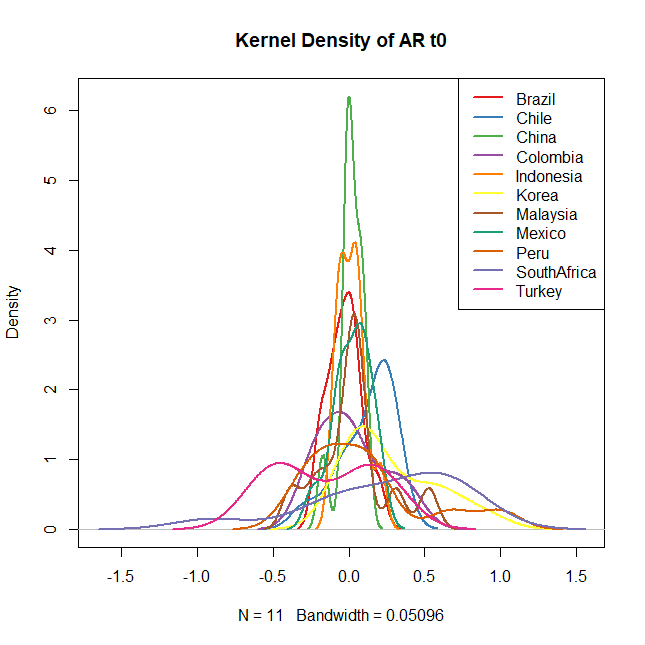 Kernel Density of AR t0
Brazil
Chile
China
Colombia
Indonesia
Korea
Malaysia
Mexico
Peru
SouthAfrica
Turkey
Density
6
5
4
3
2
1
0
-1.5 -1.0 -0.5 0.0 0.5 1.0 1.5
N = 11 Bandwidth = 0.05096